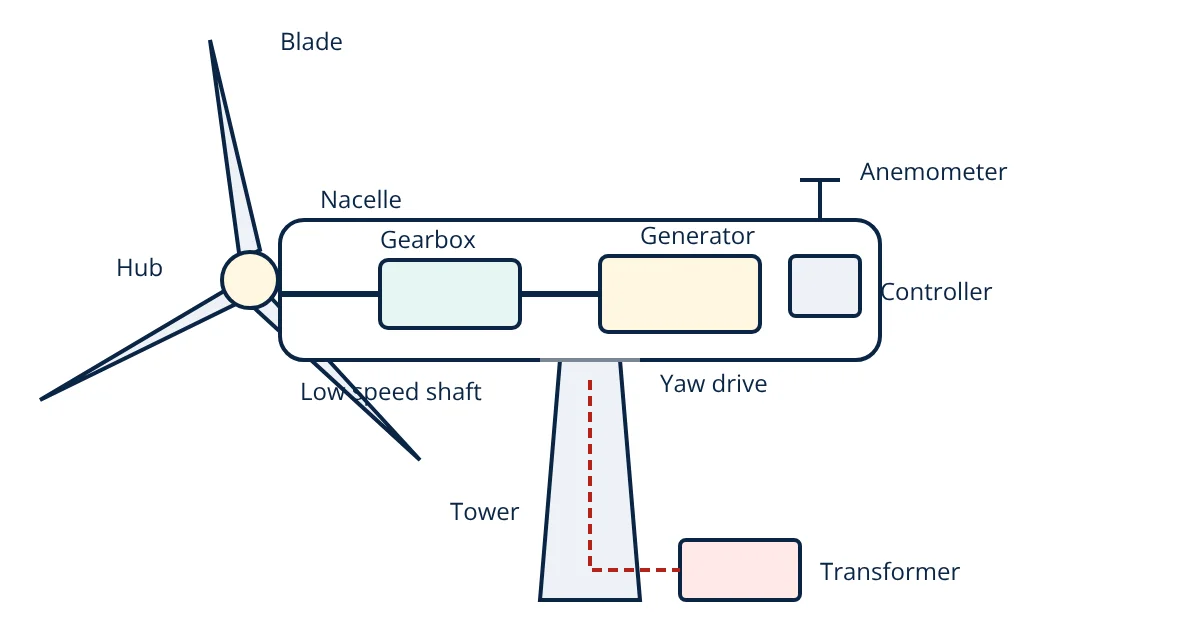 Blade
Anemometer
Nacelle
Generator
Gearbox
Hub
Controller
Yaw drive
Low speed shaft
Tower
Transformer